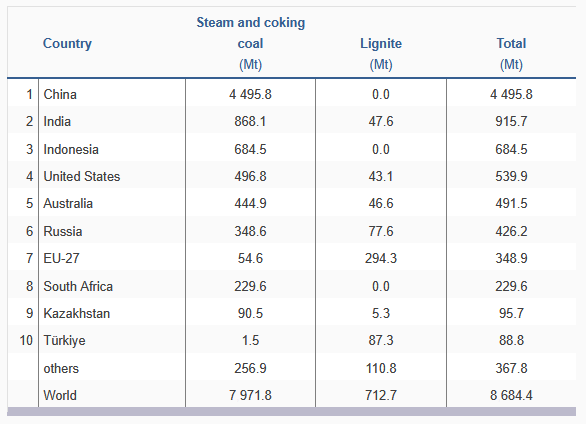 Steam and coking
Country coal Lignite Total
(Mt) (Mt) (Mt)
1 China 4 495.8 0.0 4 495.8
2 India 868.1 47.6 915.7
3 Indonesia 684.5 0.0 684.5
4 United States 496.8 43.1 539.9
5 Australia 444.9 46.6 491.5
6 Russia 348.6 77.6 426.2
7 EU-27 54.6 294.3 348.9
8 South Africa 229.6 0.0 229.6
9 Kazakhstan 90.5 5.3 95.7
10 Türkiye 1.5 87.3 88.8
others 256.9 110.8 367.8
World 7 971.8 712.7 8 684.4